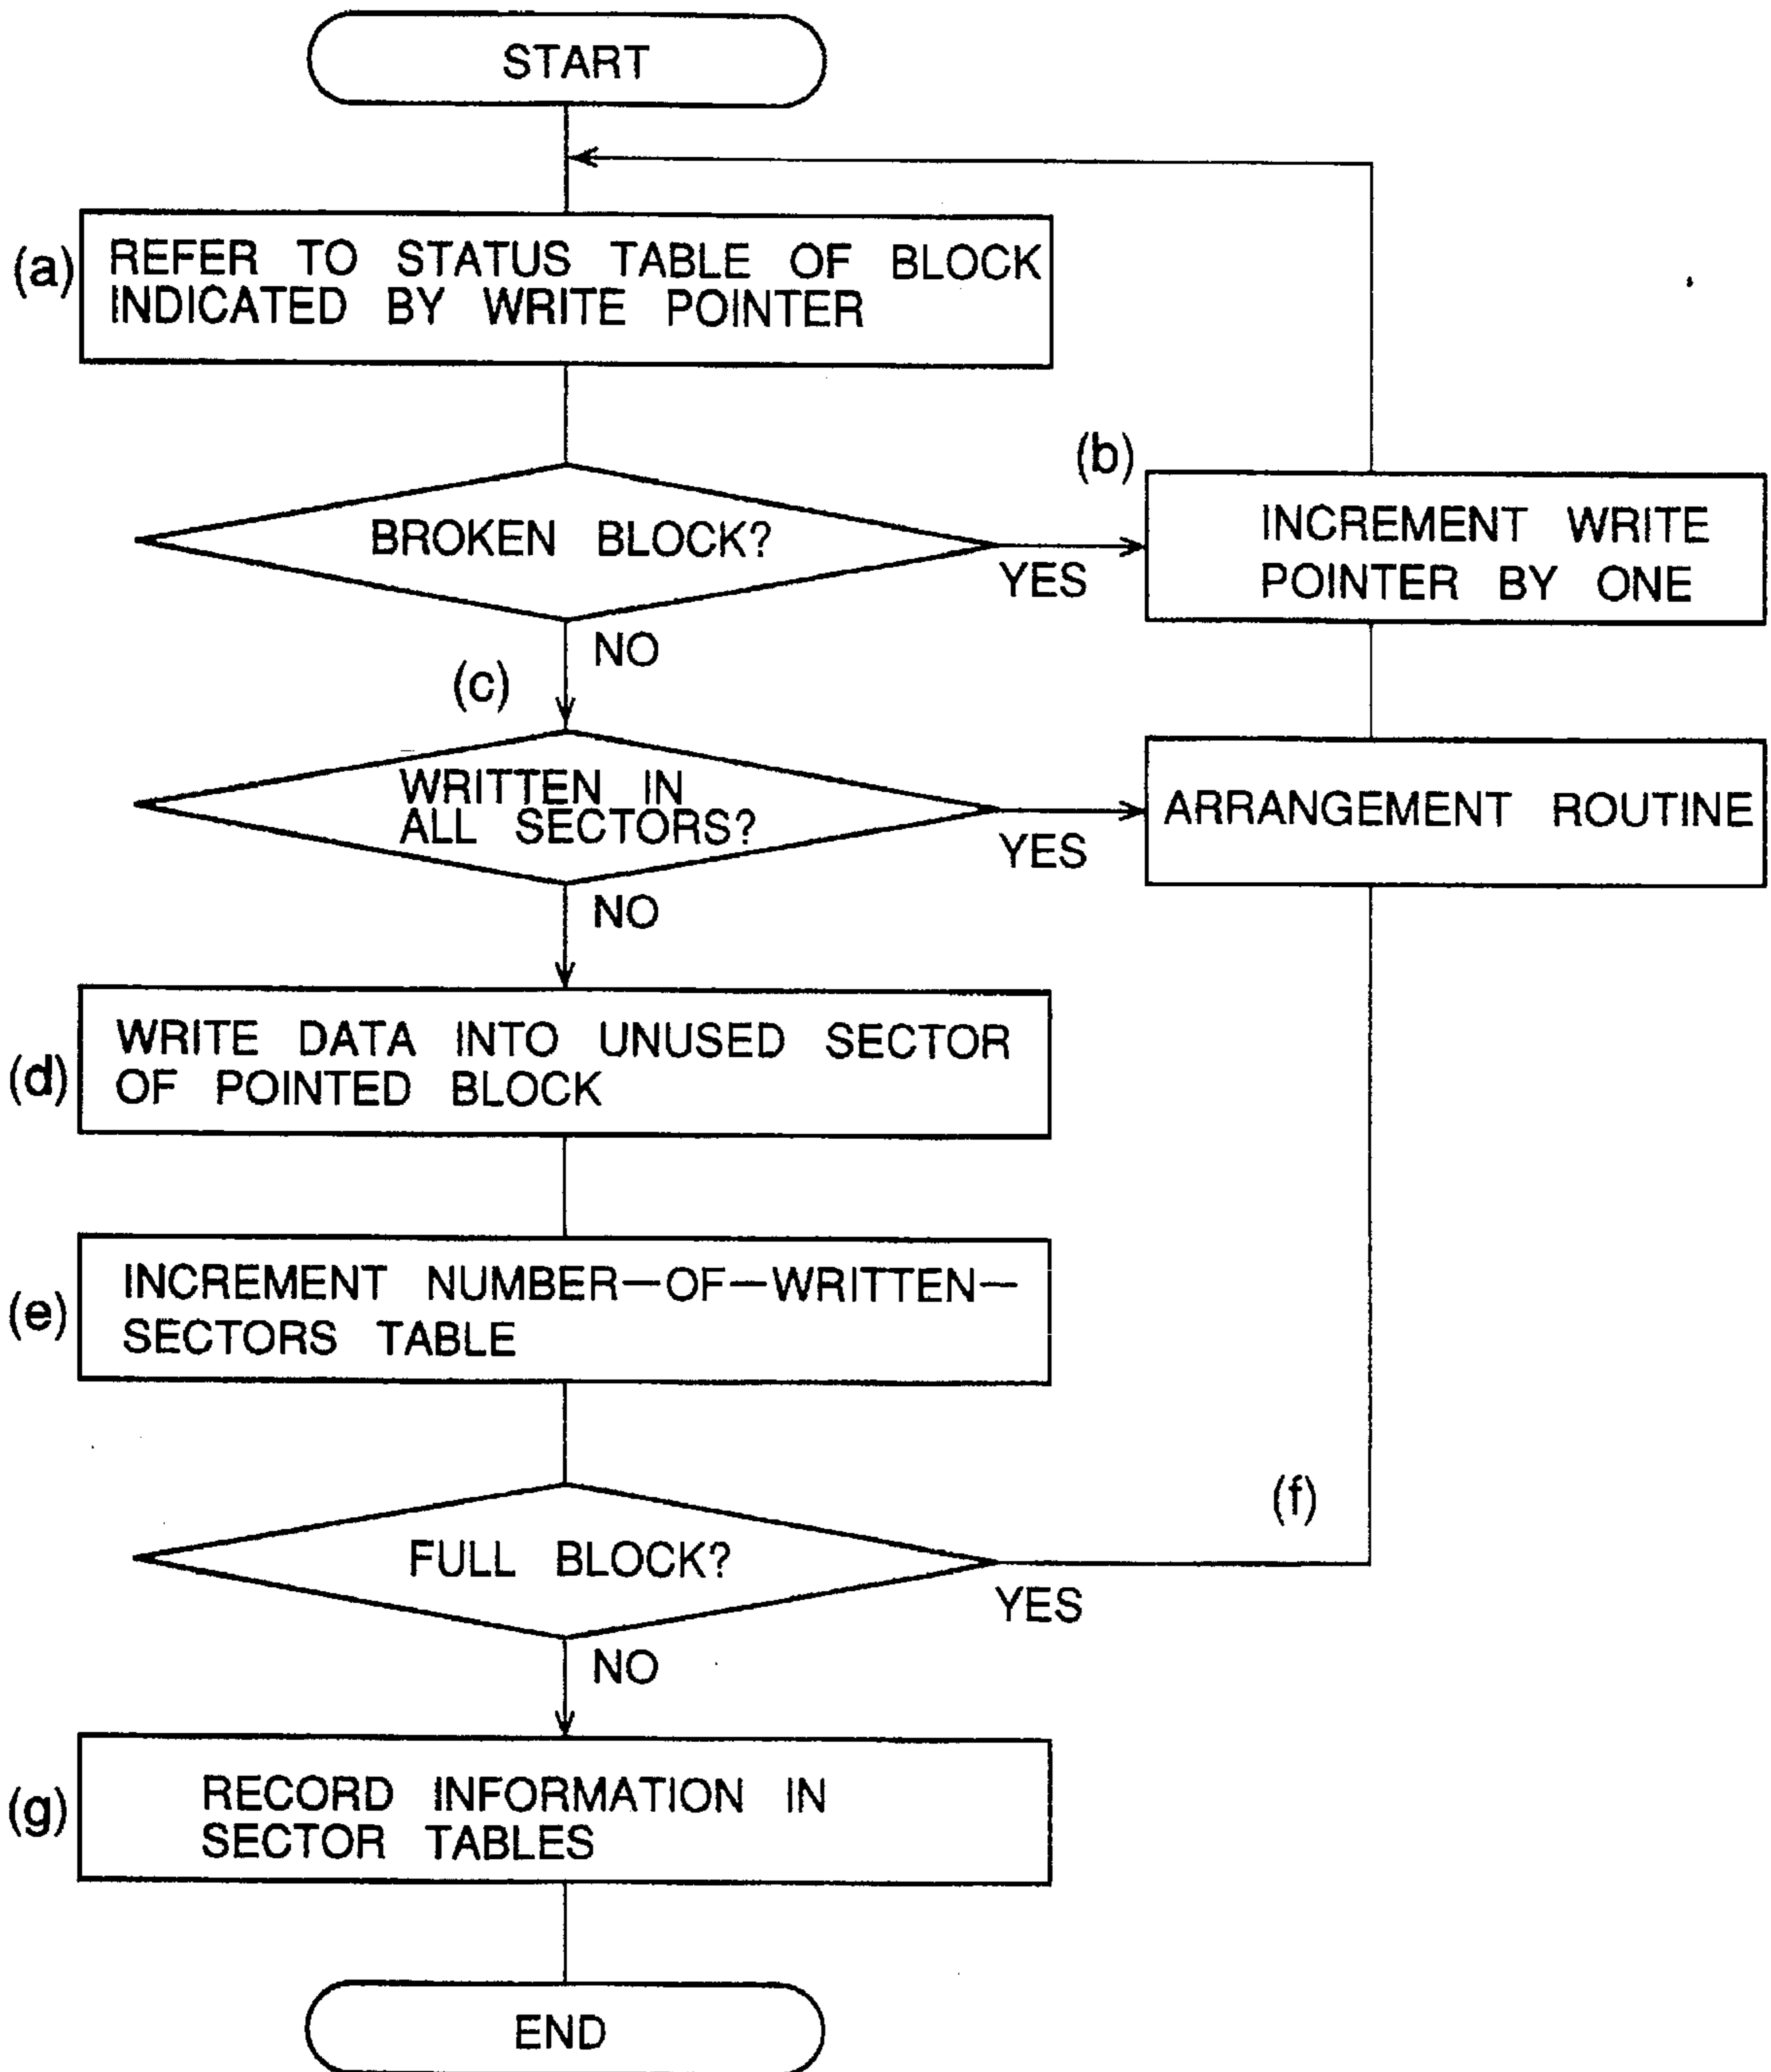 START
(a)
REFER TO STATUS TABLE OF BLOCK
INDICATED BY WRITE POINTER
BROKEN BLOCK?
YES
NO
(b)
INCREMENT WRITE
POINTER BY ONE
(c)
WRITTEN IN
ALL SECTORS?
YES
NO
ARRANGEMENT ROUTINE
(d)
WRITE DATA INTO UNUSED SECTOR
OF POINTED BLOCK
(e)
INCREMENT NUMBER—OF—WRITTEN—
SECTORS TABLE
FULL BLOCK?
(f)
YES
NO
(g)
RECORD INFORMATION IN
SECTOR TABLES
END